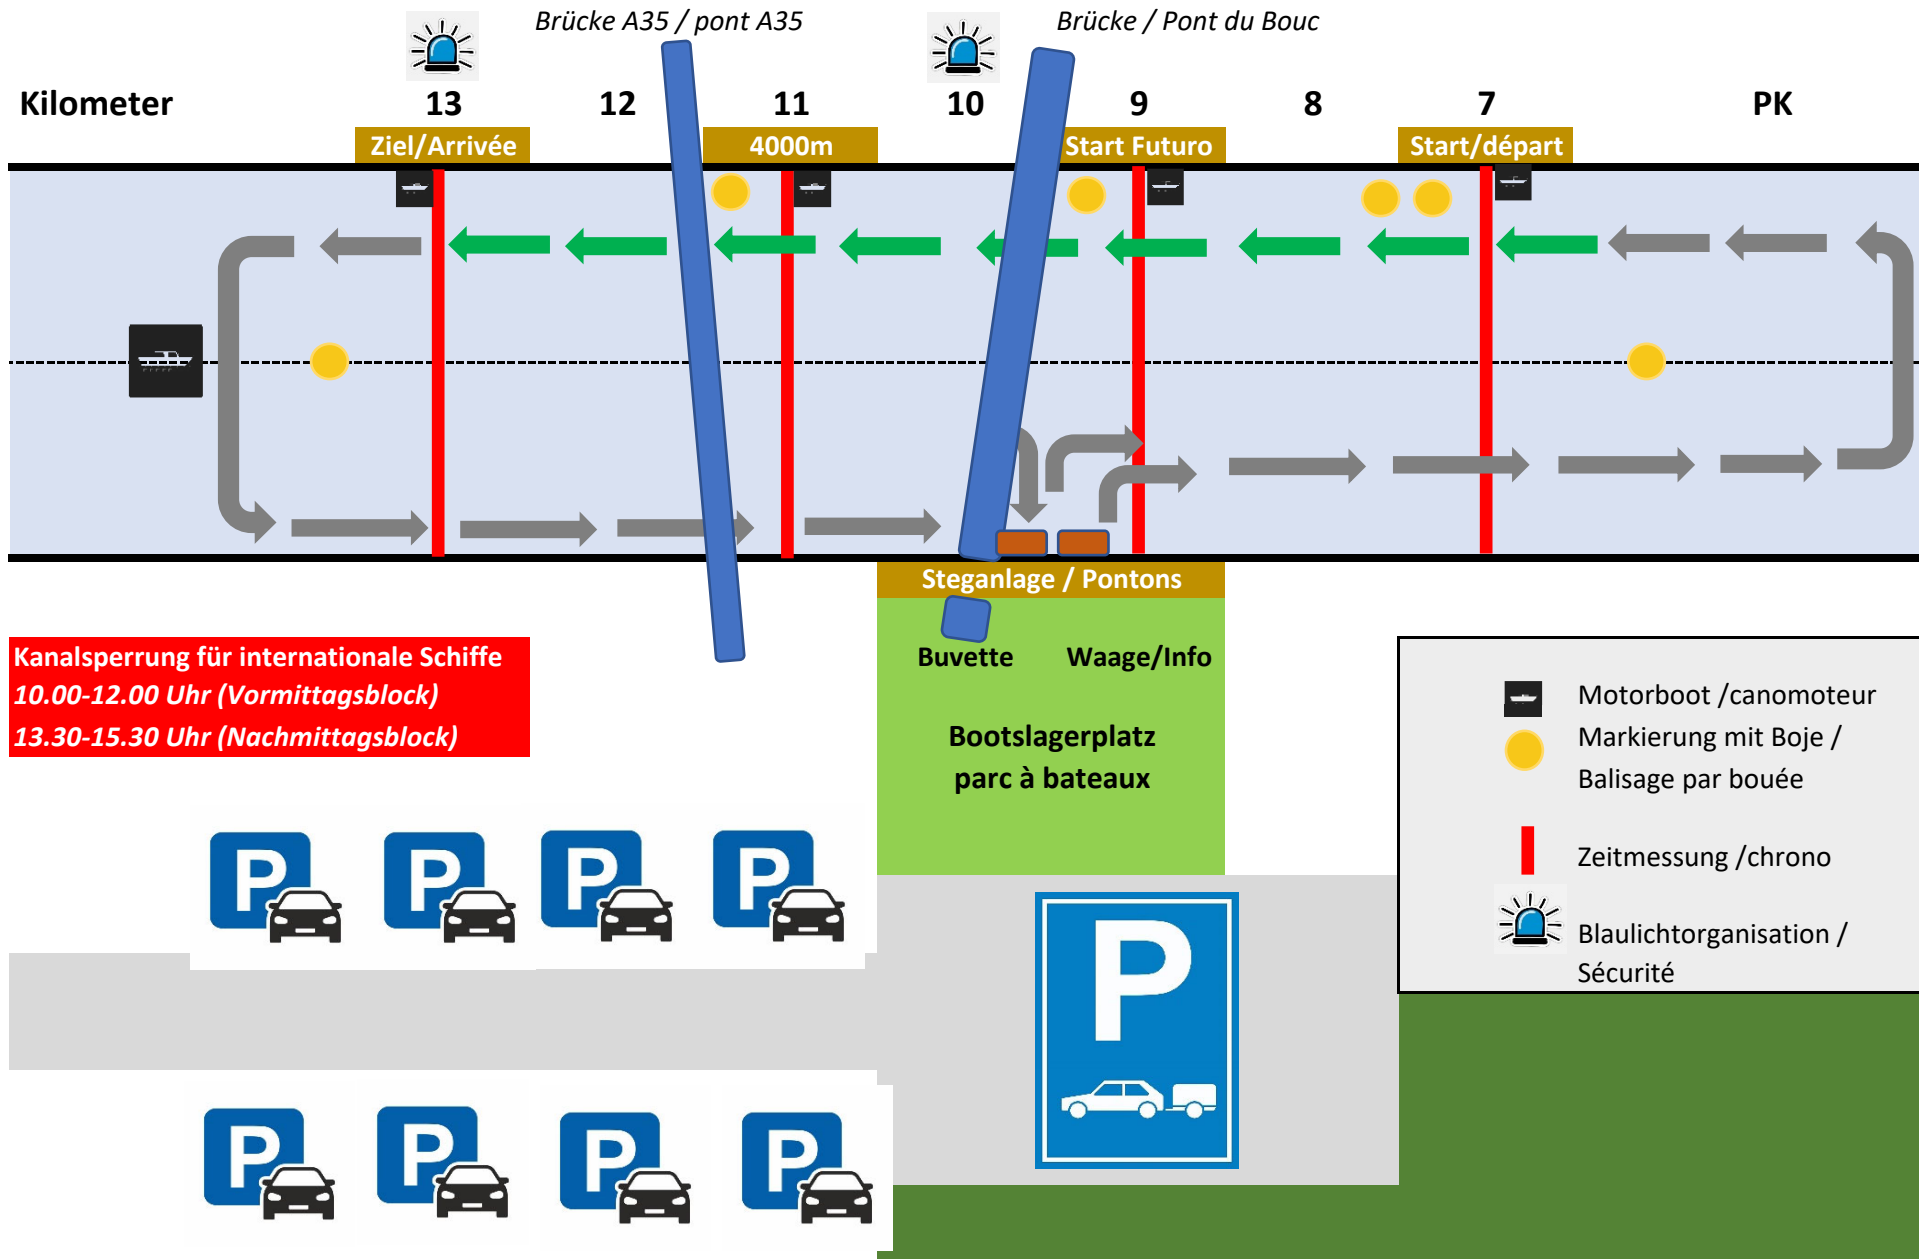 Brücke A35 / pont A35
Brücke / Pont du Bouc
Kilometer 13 12 11 10 9 8 7 PK
Ziel/Arrivée 4000m Start Futuro Start/départ
Steganlage / Pontons
Buvette Waage/Info
Bootslagerplatz
parc à bateaux
Kanalsperrung für internationale Schiffe
10.00-12.00 Uhr (Vormittagsblock)
13.30-15.30 Uhr (Nachmittagsblock)
Motorboot /canomoteur
Markierung mit Boje /
Balisage par bouée
Zeitmessung /chrono
Blaulichtorganisation /
Sécurité
P P P P
P
P P P P